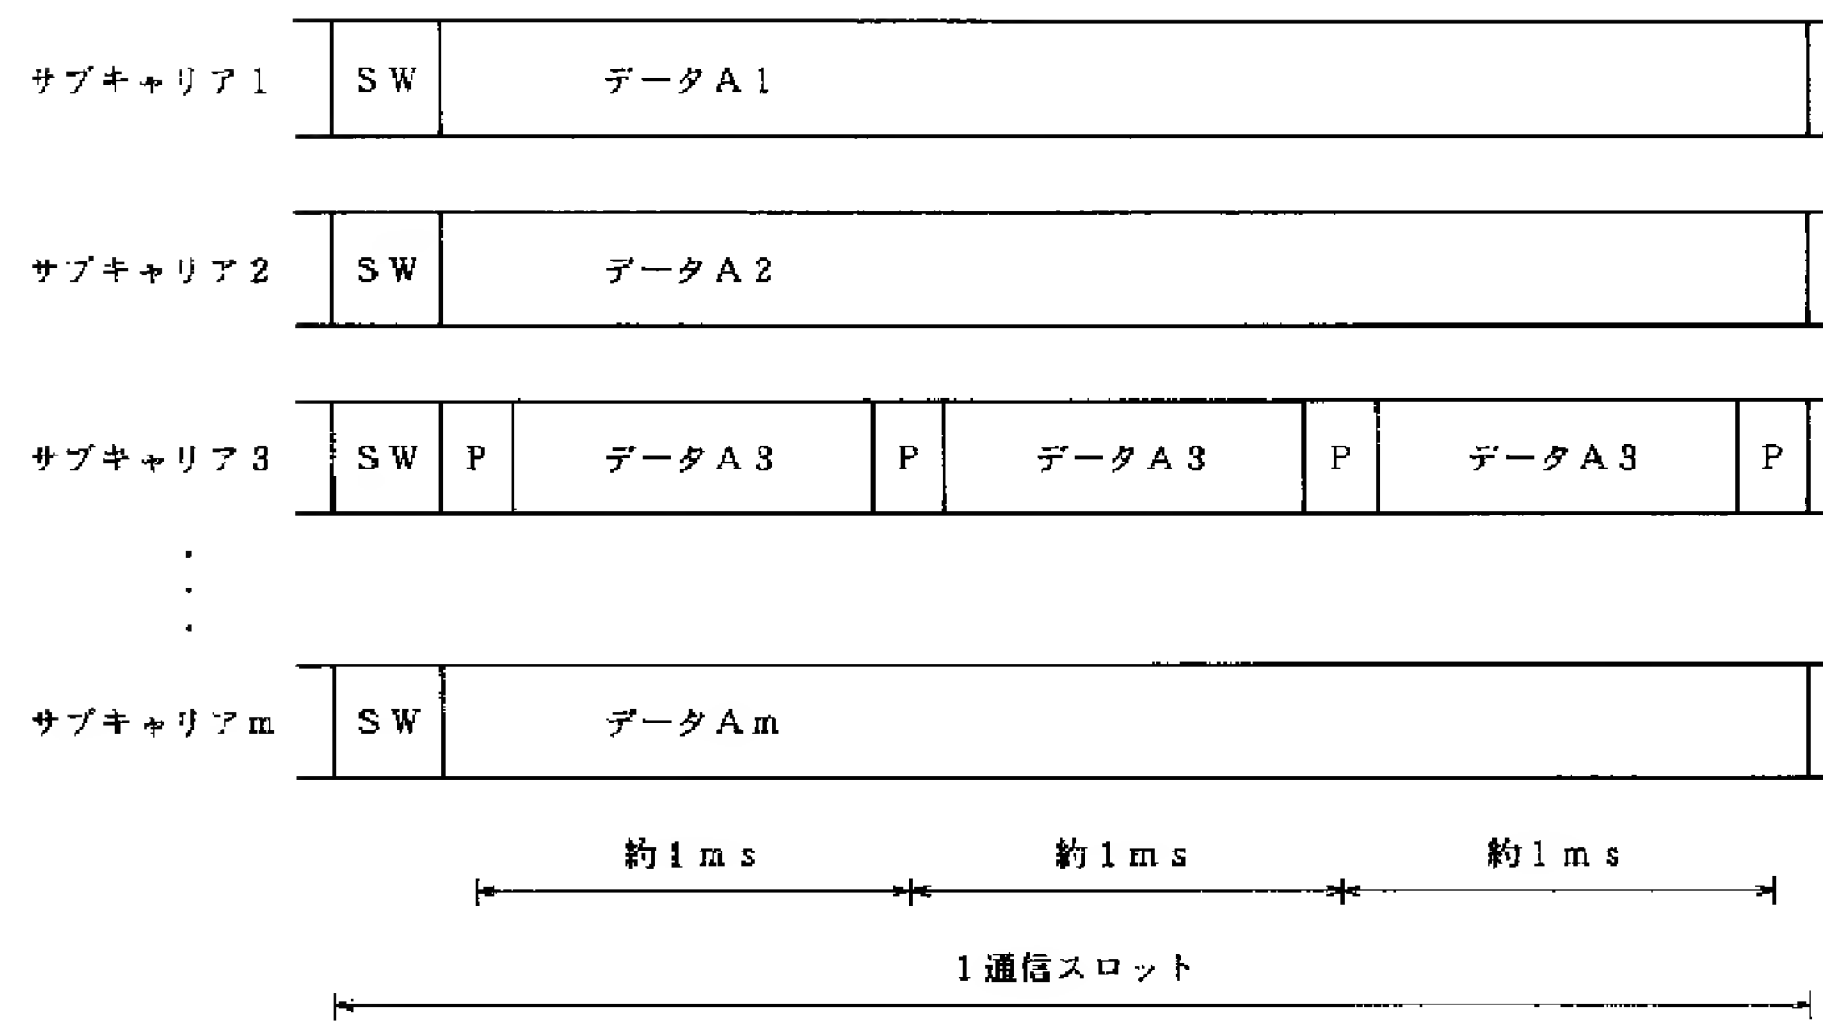 サブキャリア1 SW データA1
サブキャリア2 SW データA2
サブキャリア3 SW P データA3 P データA3 P データA3 P
サブキャリアm SW データAm
約1ms 約1ms 約1ms
1通信スロット